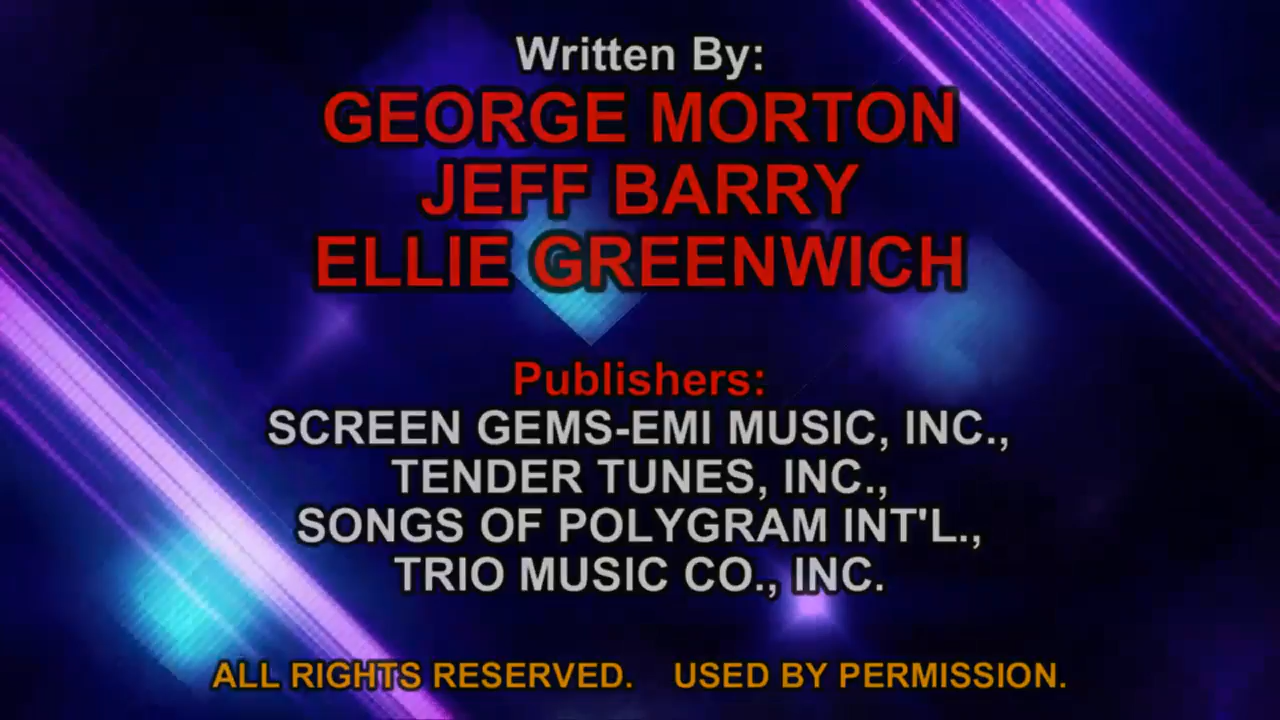 Written By:
GEORGE MORTON
JEFF BARRY
ELLIE GREENWICH
Publishers:
SCREEN GEMS-EMI MUSIC, INC.,
TENDER TUNES, INC.,
SONGS OF POLYGRAM INT'L.,
TRIO MUSIC CO., INC.
ALL RIGHTS RESERVED. USED BY PERMISSION.